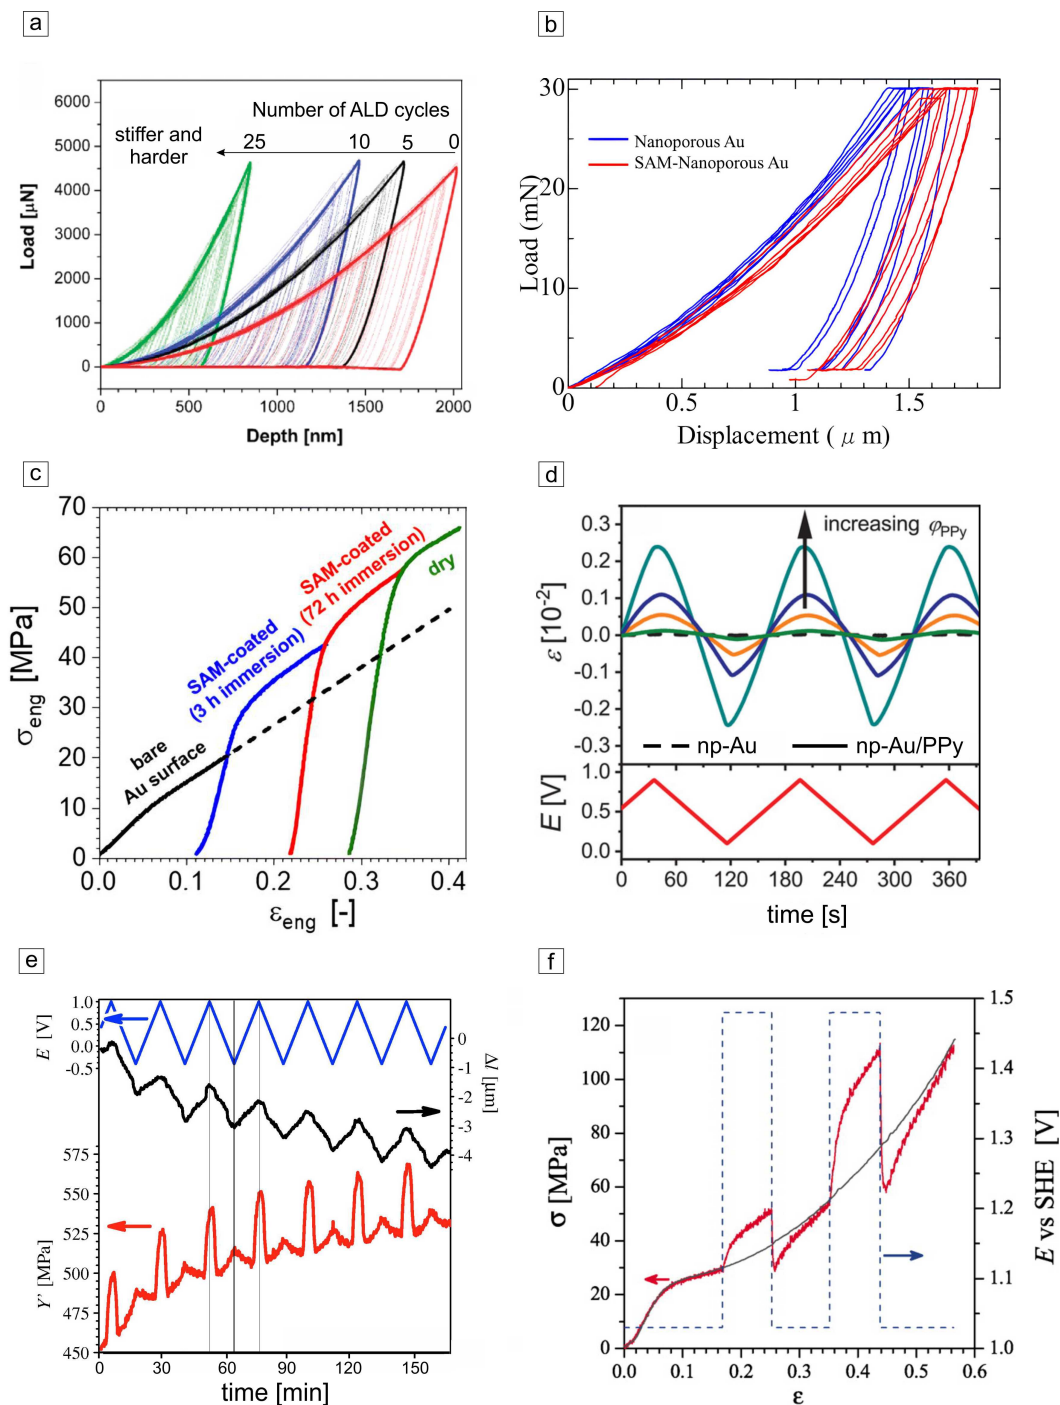 a
6000
5000
4000
3000
2000
1000
0
Load [µN]
Number of ALD cycles
stiffer and
harder
25
10
5
0
0
500
1000
1500
2000
Depth [nm]
b
30
20
10
0
Load (mN)
Nanoporous Au
SAM-Nanoporous Au
0
0.5
1
1.5
Displacement ( μ m)
c
70
60
50
40
30
20
10
0
σeng [MPa]
bare
Au surface
SAM-coated
(3 h immersion)
SAM-coated
(72 h immersion)
dry
0.0
0.1
0.2
0.3
0.4
εeng [-]
d
0.3
0.2
0.1
0.0
-0.1
-0.2
-0.3
ε [10-2]
increasing φPPy
np-Au
np-Au/PPy
1.0
0.5
0.0
E [V]
0
60
120
180
240
300
360
time [s]
e
1.0
0.5
0.0
-0.5
E [V]
0
-1
-2
-3
-4
∇l [µm]
575
550
525
500
475
450
Y' [MPa]
0
30
60
90
120
150
time [min]
f
120
100
80
60
40
20
0
σ [MPa]
1.5
1.4
1.3
1.2
1.1
1.0
E vs SHE [V]
0.0
0.1
0.2
0.3
0.4
0.5
0.6
ε